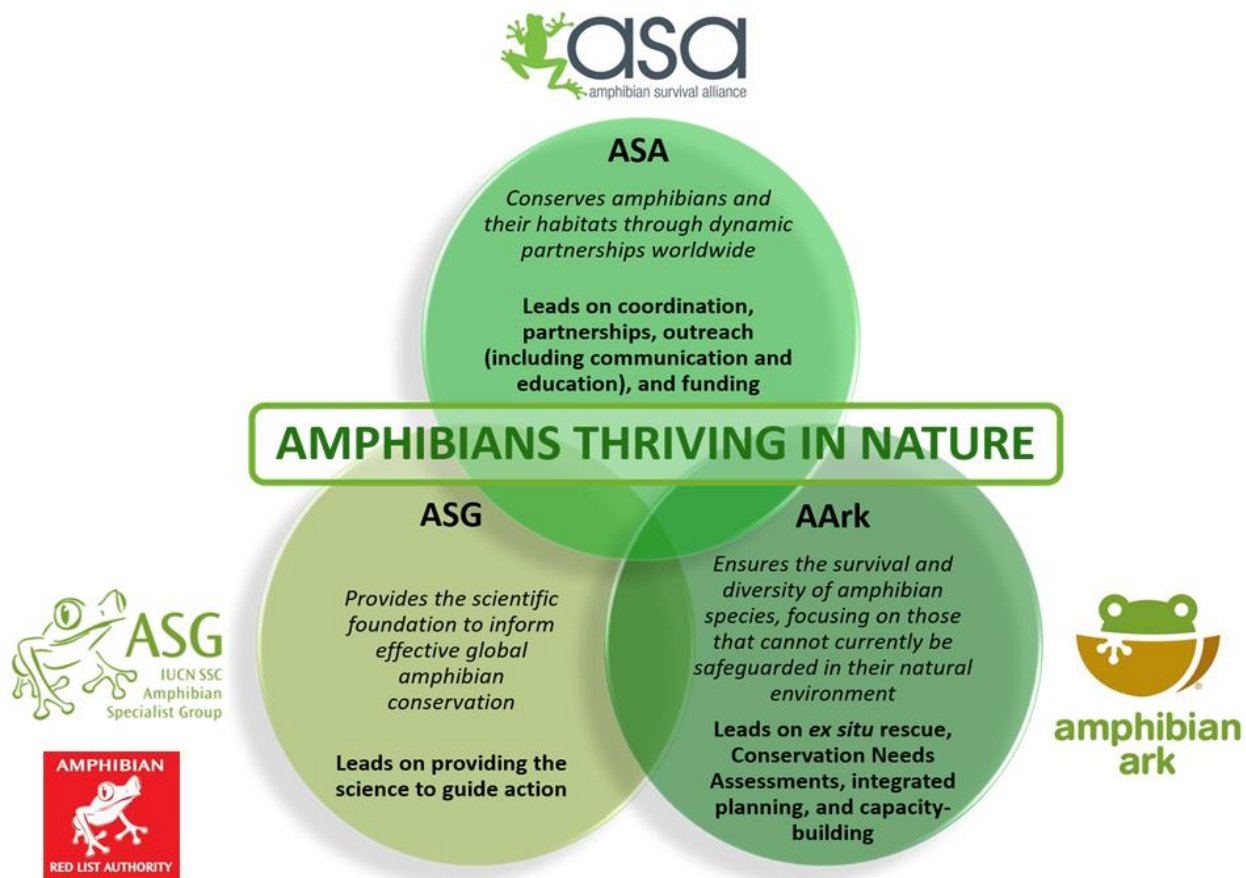 asa
amphibian survival alliance
ASA
Conserves amphibians and
their habitats through dynamic
partnerships worldwide
Leads on coordination,
partnerships, outreach
(including communication and
education), and funding
AMPHIBIANS THRIVING IN NATURE
ASG
Provides the scientific
foundation to inform
effective global
amphibian
conservation
Leads on providing the
science to guide action
AArk
Ensures the survival and
diversity of amphibian
species, focusing on those
that cannot currently be
safeguarded in their natural
environment
Leads on ex situ rescue,
Conservation Needs
Assessments, integrated
planning, and capacity-
building
ASG
IUCN SSC
Amphibian
Specialist Group
AMPHIBIAN
RED LIST AUTHORITY
®
amphibian
ark